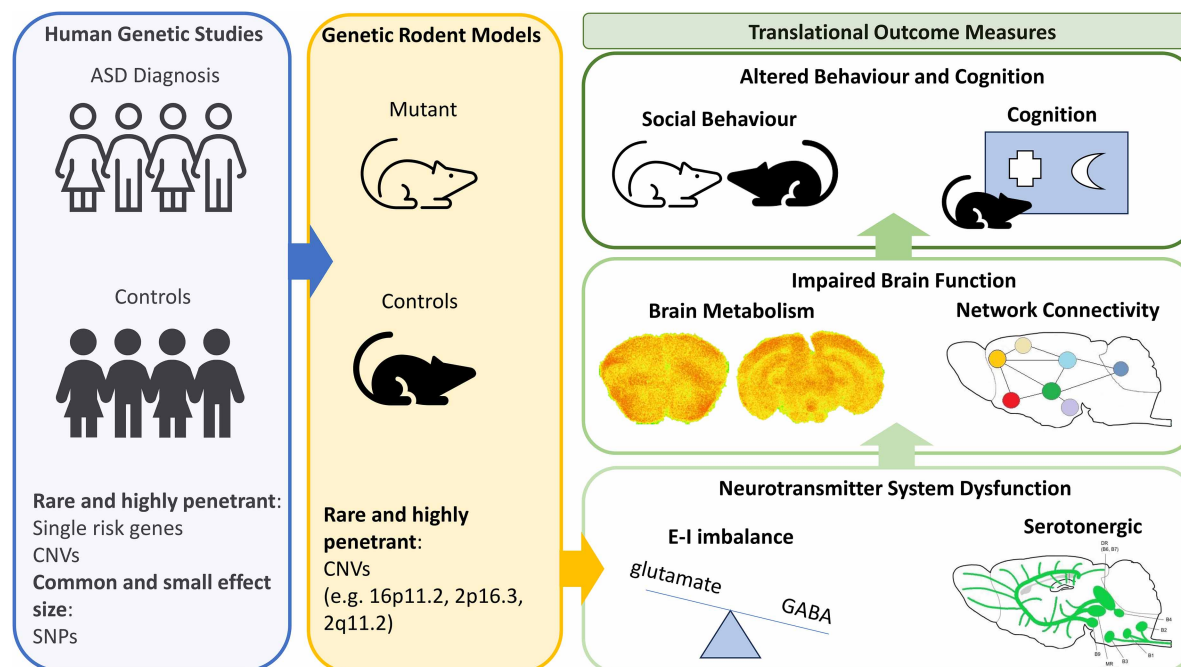 Human Genetic Studies
ASD Diagnosis
Controls
Rare and highly penetrant:
Single risk genes
CNVs
Common and small effect
size:
SNPs
Genetic Rodent Models
Mutant
Controls
Rare and highly
penetrant:
CNVs
(e.g. 16p11.2, 2p16.3,
2q11.2)
Translational Outcome Measures
Altered Behaviour and Cognition
Social Behaviour
Cognition
Impaired Brain Function
Brain Metabolism
Network Connectivity
Neurotransmitter System Dysfunction
E-I imbalance
glutamate
GABA
Serotonergic
DR
(B6, B7)
B4
B2
B1
B3
MR
B9